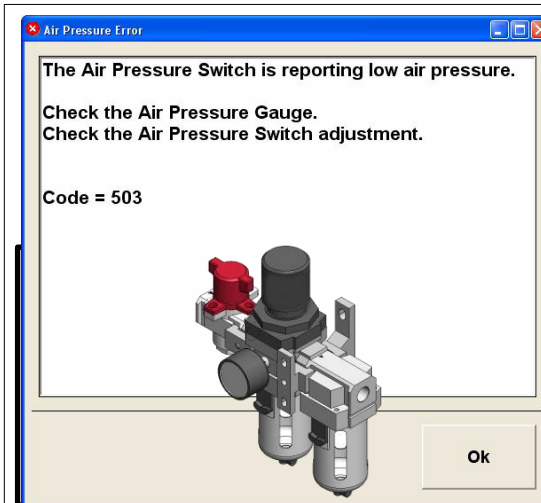 Air Pressure Error
The Air Pressure Switch is reporting low air pressure.
Check the Air Pressure Gauge.
Check the Air Pressure Switch adjustment.
Code = 503
Ok